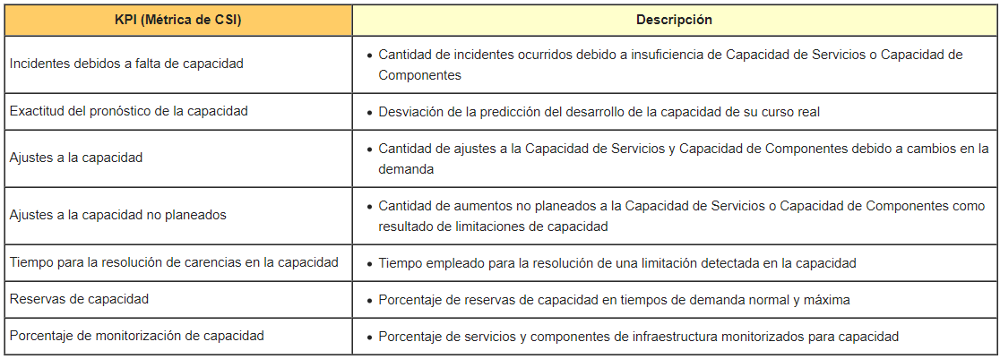 KPI (Métrica de CSI)
Descripción
Incidentes debidos a falta de capacidad
• Cantidad de incidentes ocurridos debido a insuficiencia de Capacidad de Servicios o Capacidad de
Componentes
Exactitud del pronóstico de la capacidad
• Desviación de la predicción del desarrollo de la capacidad de su curso real
Ajustes a la capacidad
• Cantidad de ajustes a la Capacidad de Servicios y Capacidad de Componentes debido a cambios en la
demanda
Ajustes a la capacidad no planeados
• Cantidad de aumentos no planeados a la Capacidad de Servicios o Capacidad de Componentes como
resultado de limitaciones de capacidad
Tiempo para la resolución de carencias en la capacidad
• Tiempo empleado para la resolución de una limitación detectada en la capacidad
Reservas de capacidad
• Porcentaje de reservas de capacidad en tiempos de demanda normal y máxima
Porcentaje de monitorización de capacidad
• Porcentaje de servicios y componentes de infraestructura monitorizados para capacidad